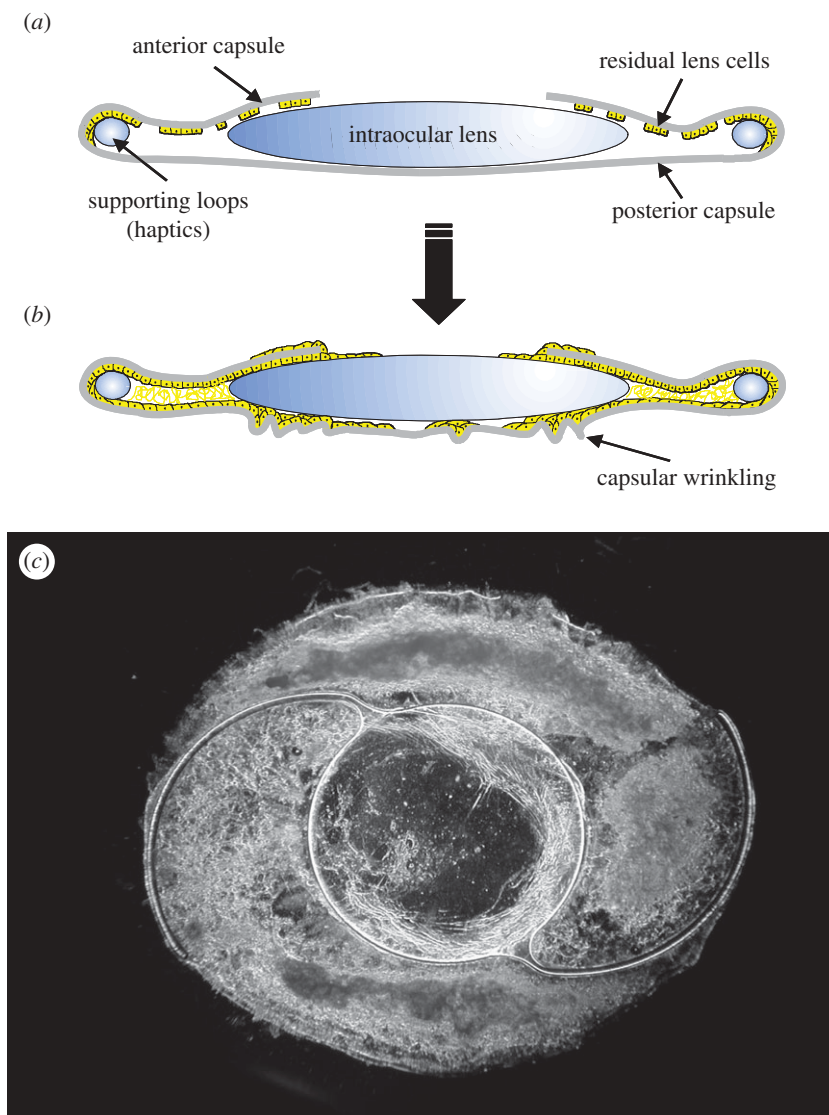 (a)
anterior capsule
residual lens cells
intraocular lens
supporting loops
(haptics)
posterior capsule
(b)
capsular wrinkling
(c)